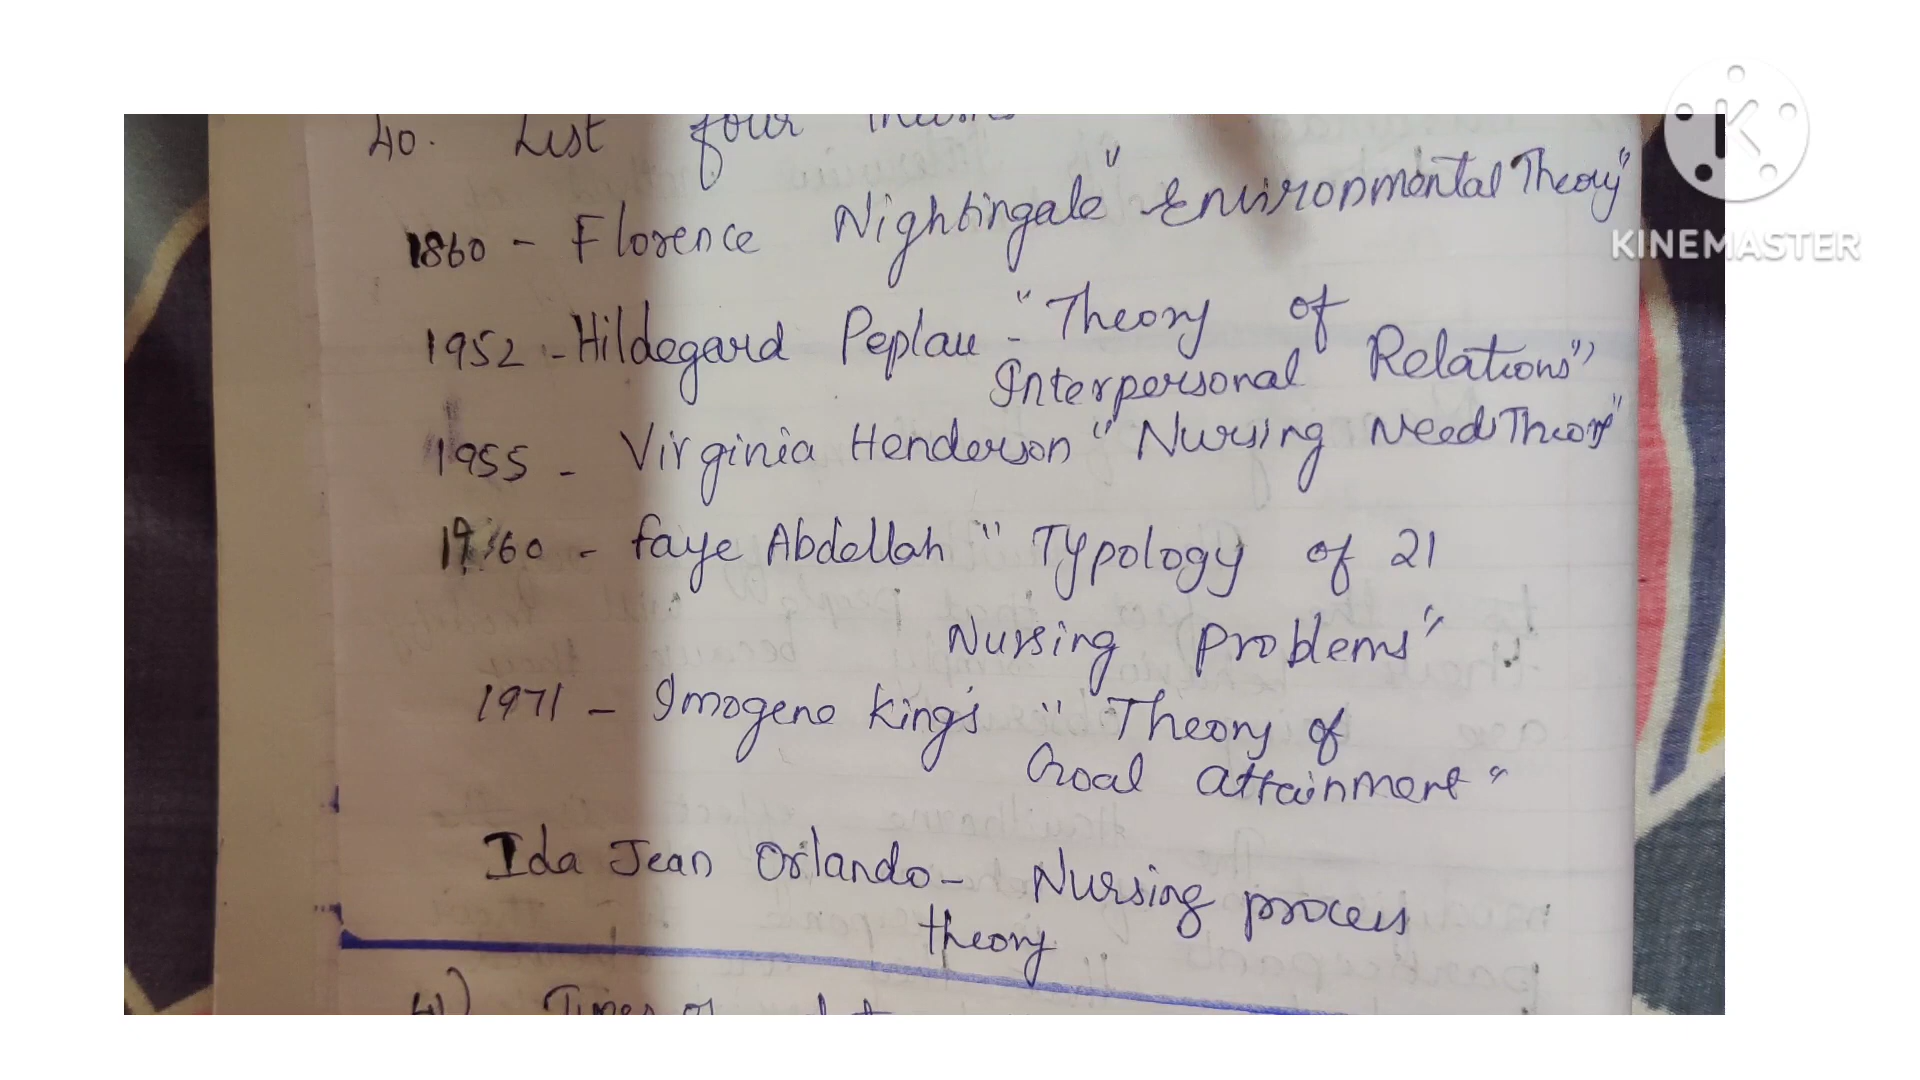 40. List four
1860 - Florence Nightingale "Environmental Theory"
1952 - Hildegard Peplau - "Theory of
Interpersonal Relations"
1955 - Virginia Henderson "Nursing Need Theory"
1960 - Faye Abdellah "Typology of 21
Nursing Problems"
1971 - Imogene King's "Theory of
Goal attainment"
Ida Jean Orlando - Nursing process
theory
41)
KINEMASTER